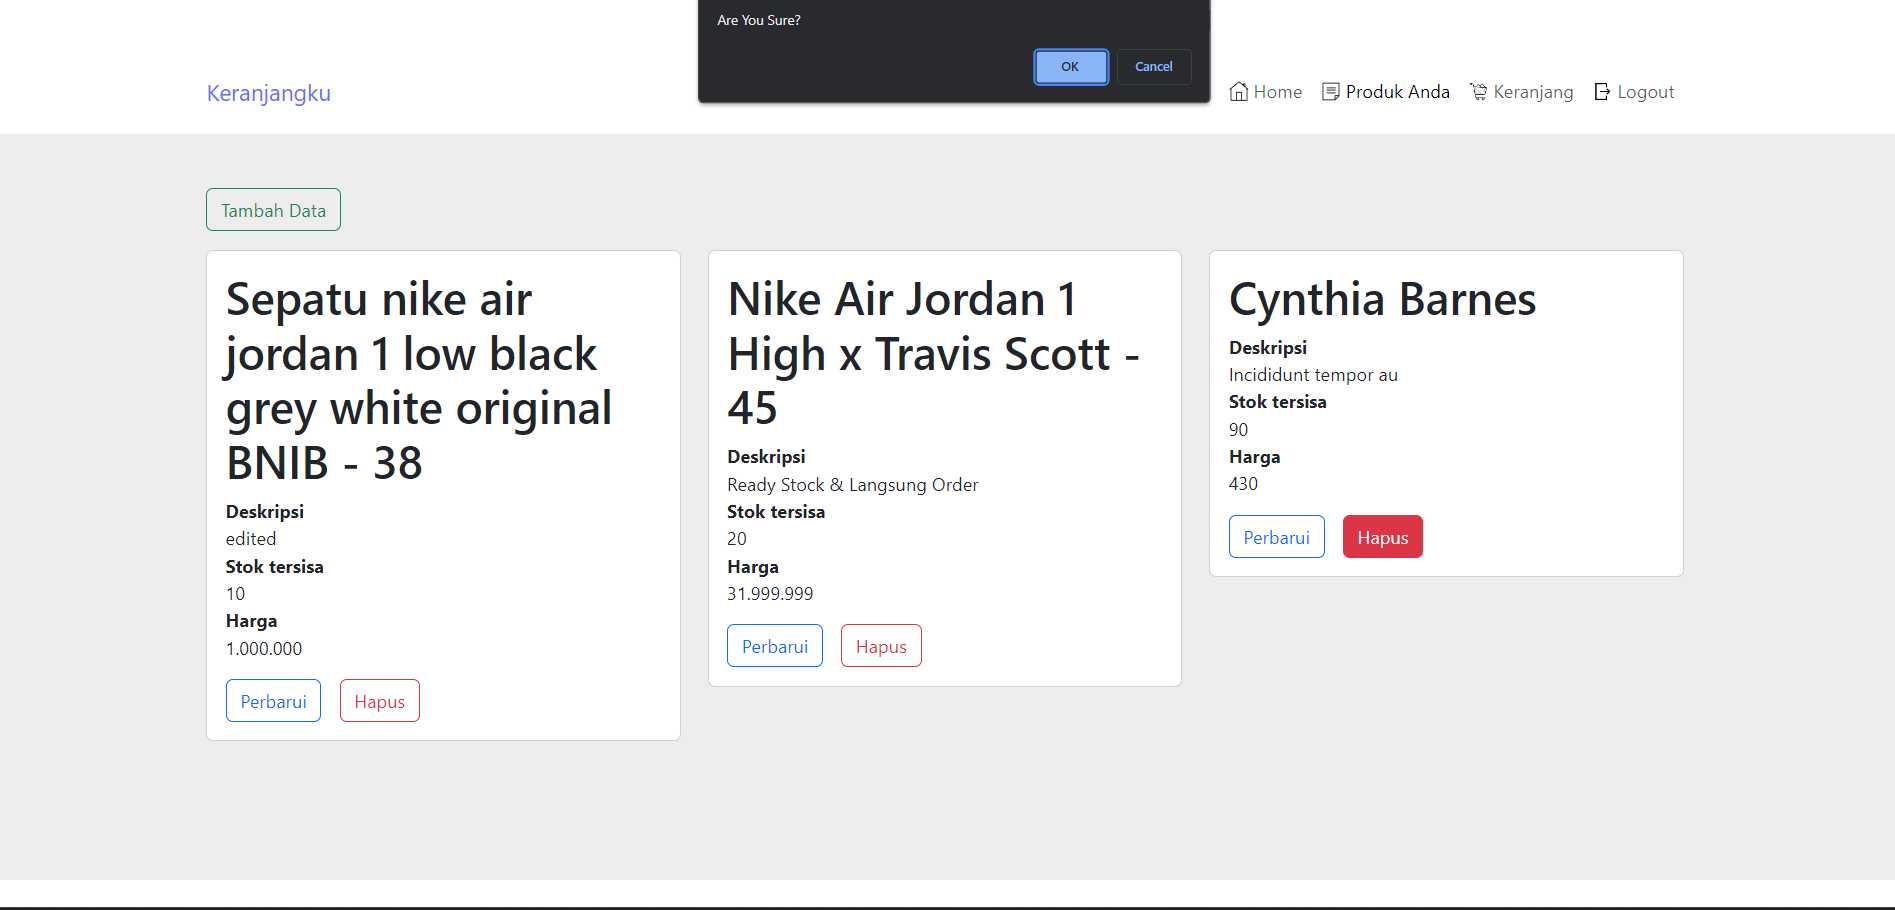 Are You Sure?
OK
Cancel
Keranjangku
Home
Produk Anda
Keranjang
Logout
Tambah Data
Sepatu nike air
jordan 1 low black
grey white original
BNIB - 38
Deskripsi
edited
Stok tersisa
10
Harga
1.000.000
Perbarui
Hapus
Nike Air Jordan 1
High x Travis Scott -
45
Deskripsi
Ready Stock & Langsung Order
Stok tersisa
20
Harga
31.999.999
Perbarui
Hapus
Cynthia Barnes
Deskripsi
Incididunt tempor au
Stok tersisa
90
Harga
430
Perbarui
Hapus